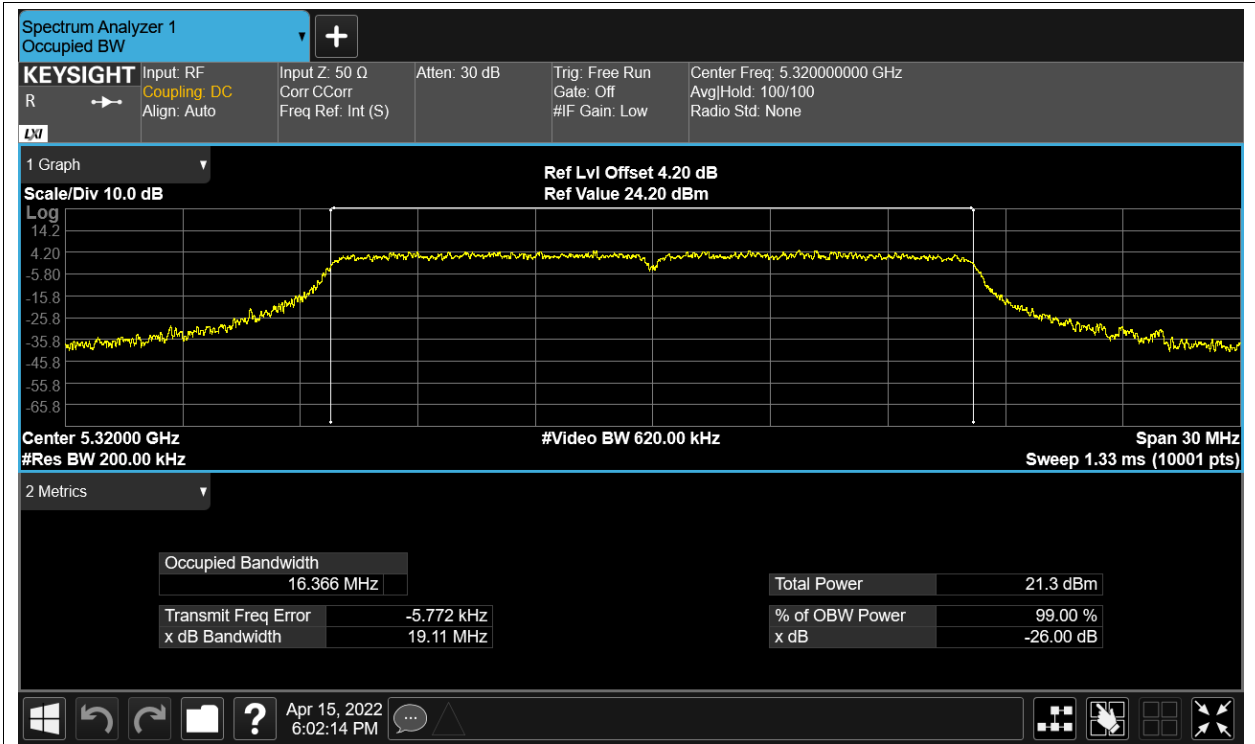 Spectrum Analyzer 1
Occupied BW
+
KEYSIGHT
R
LXI
Input: RF
Coupling: DC
Align: Auto
Input Z: 50 Ω
Corr CCorr
Freq Ref: Int (S)
Atten: 30 dB
Trig: Free Run
Gate: Off
#IF Gain: Low
Center Freq: 5.320000000 GHz
Avg|Hold: 100/100
Radio Std: None
1 Graph
Scale/Div 10.0 dB
Ref Lvl Offset 4.20 dB
Ref Value 24.20 dBm
Log
14.2
4.20
-5.80
-15.8
-25.8
-35.8
-45.8
-55.8
-65.8
Center 5.32000 GHz
#Video BW 620.00 kHz
Span 30 MHz
#Res BW 200.00 kHz
Sweep 1.33 ms (10001 pts)
2 Metrics
Occupied Bandwidth
16.366 MHz
Transmit Freq Error -5.772 kHz
x dB Bandwidth 19.11 MHz
Total Power 21.3 dBm
% of OBW Power 99.00 %
x dB -26.00 dB
?
Apr 15, 2022
6:02:14 PM